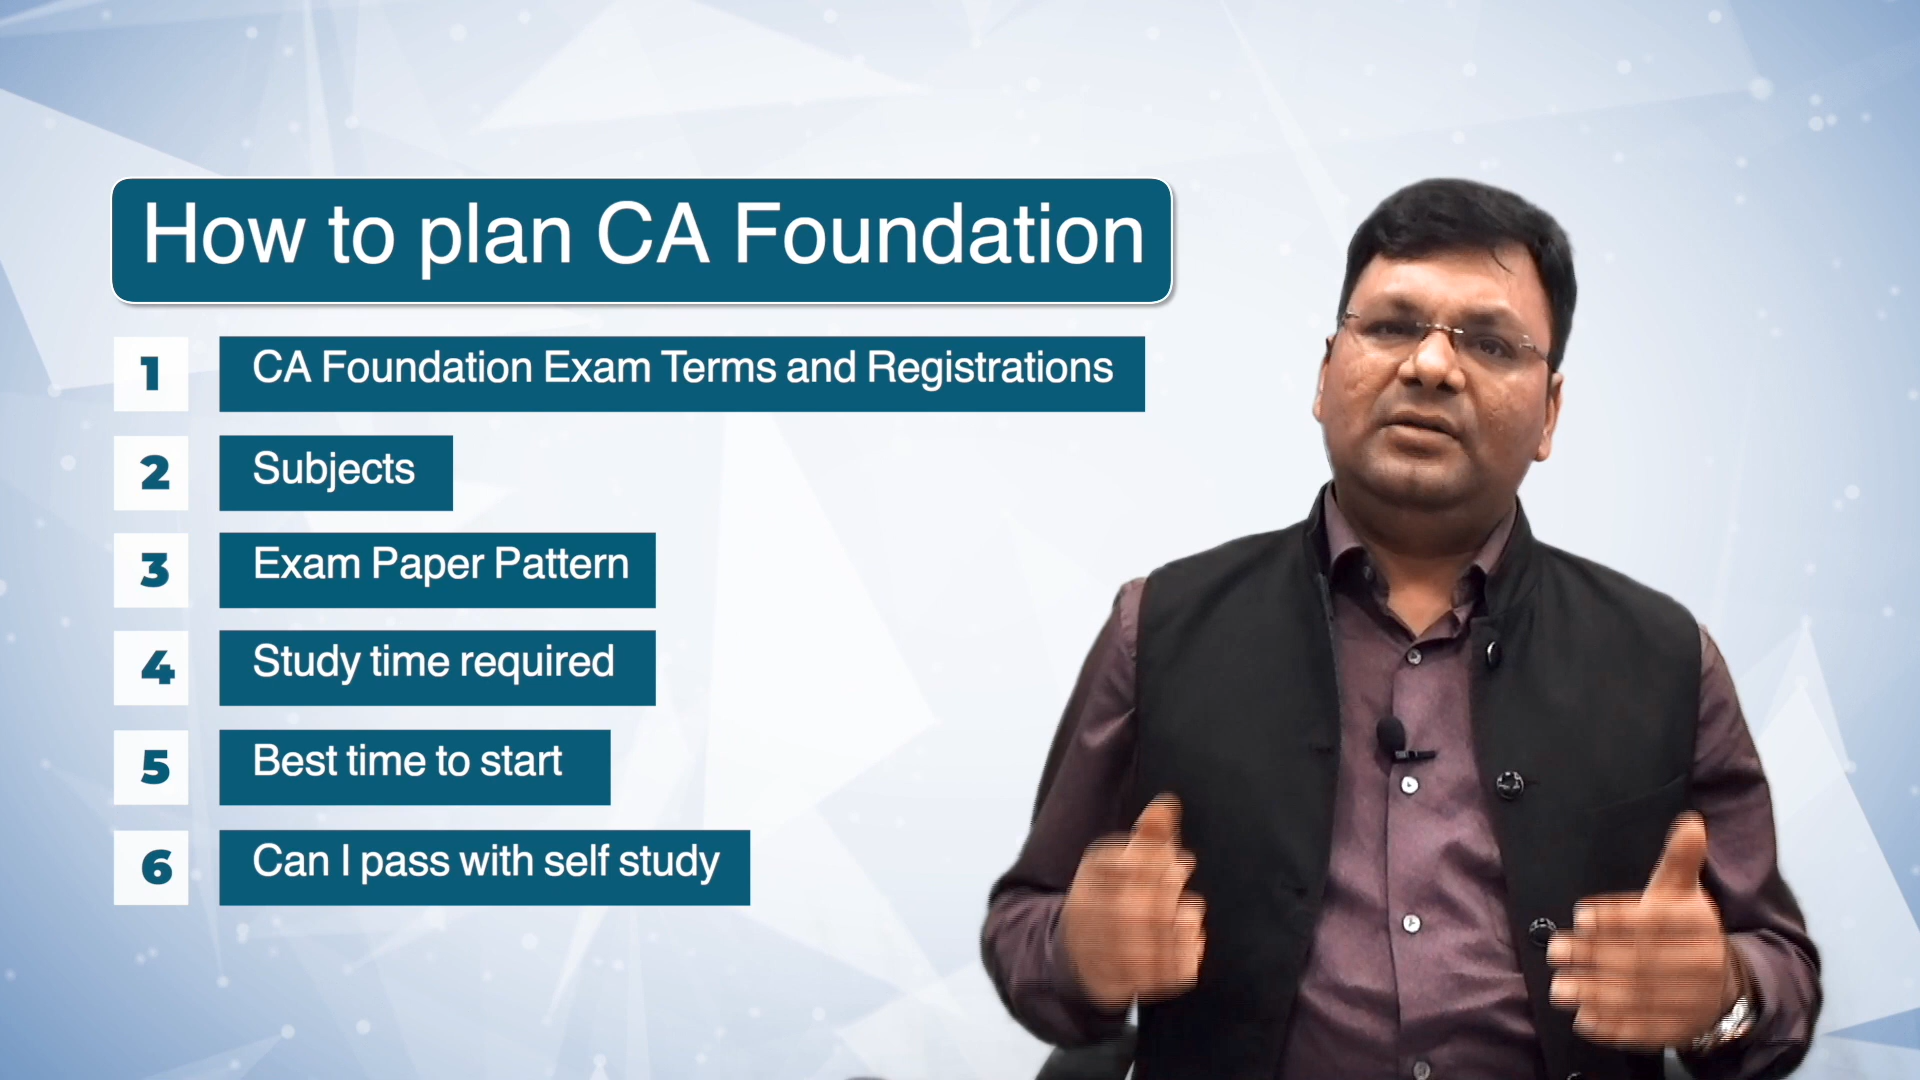 How to plan CA Foundation
1 CA Foundation Exam Terms and Registrations
2 Subjects
3 Exam Paper Pattern
4 Study time required
5 Best time to start
6 Can I pass with self study